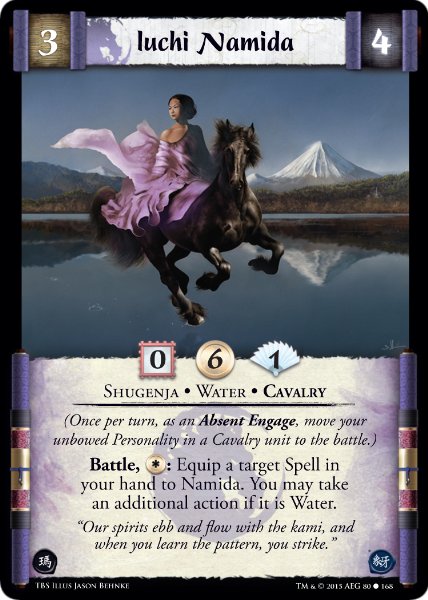 3
Iuchi Namida
4
0 6 1
Shugenja • Water • Cavalry
(Once per turn, as an Absent Engage, move your
unbowed Personality in a Cavalry unit to the battle.)
Battle, *: Equip a target Spell in
your hand to Namida. You may take
an additional action if it is Water.
“Our spirits ebb and flow with the kami, and
when you learn the pattern, you strike.”
TBS Illus Jason Behnke
TM & © 2015 AEG 80 ● 168